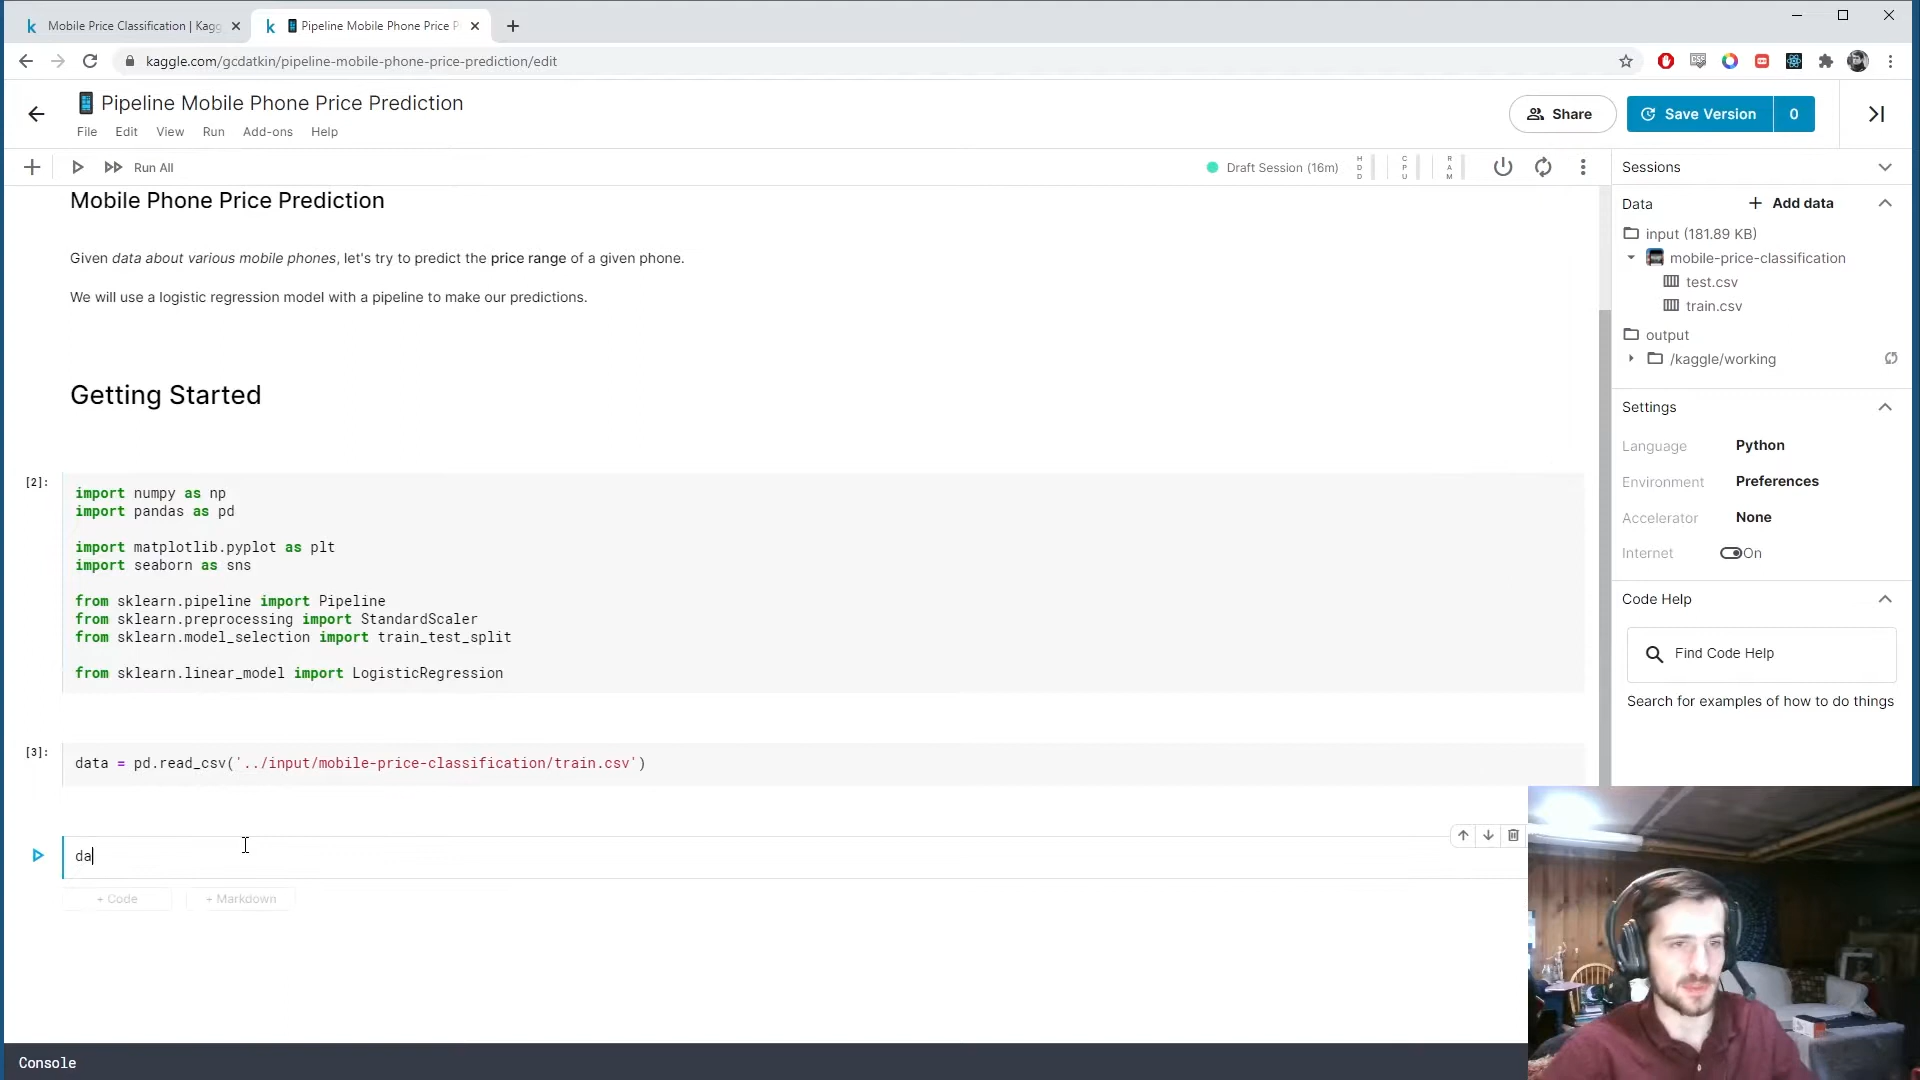 Mobile Price Classification | Kagg
Pipeline Mobile Phone Price P
kaggle.com/gcdatkin/pipeline-mobile-phone-price-prediction/edit
Pipeline Mobile Phone Price Prediction
File Edit View Run Add-ons Help
Share
Save Version 0
Run All
Draft Session (16m)
HDD
CPU
RAM
Sessions
Mobile Phone Price Prediction
Given data about various mobile phones, let's try to predict the price range of a given phone.
We will use a logistic regression model with a pipeline to make our predictions.
Getting Started
[2]:
import numpy as np
import pandas as pd
import matplotlib.pyplot as plt
import seaborn as sns
from sklearn.pipeline import Pipeline
from sklearn.preprocessing import StandardScaler
from sklearn.model_selection import train_test_split
from sklearn.linear_model import LogisticRegression
[3]:
data = pd.read_csv('../input/mobile-price-classification/train.csv')
da
+ Code
+ Markdown
Console
Data
+ Add data
input (181.89 KB)
mobile-price-classification
test.csv
train.csv
output
/kaggle/working
Settings
Language Python
Environment Preferences
Accelerator None
Internet On
Code Help
Find Code Help
Search for examples of how to do things